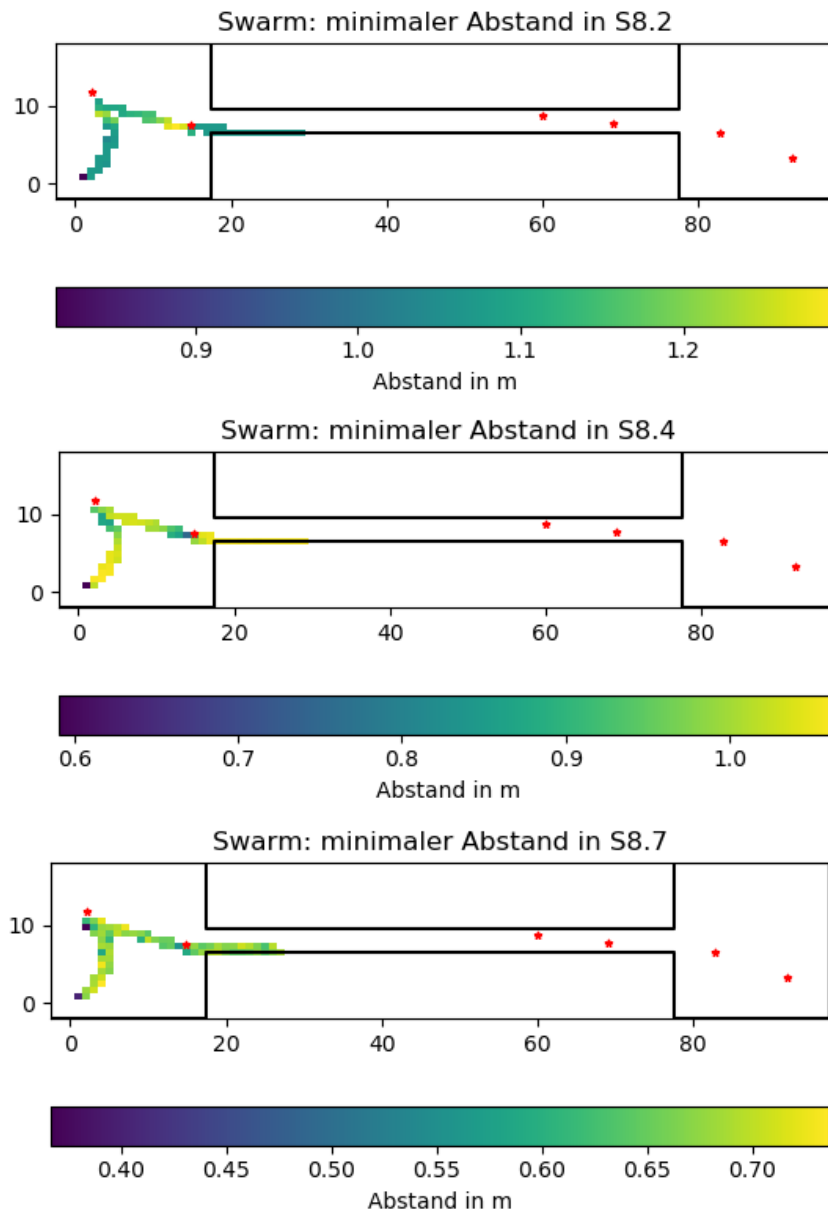 Swarm: minimaler Abstand in S8.2
10
0
0 20 40 60 80
0.9 1.0 1.1 1.2
Abstand in m
Swarm: minimaler Abstand in S8.4
10
0
0 20 40 60 80
0.6 0.7 0.8 0.9 1.0
Abstand in m
Swarm: minimaler Abstand in S8.7
10
0
0 20 40 60 80
0.40 0.45 0.50 0.55 0.60 0.65 0.70
Abstand in m